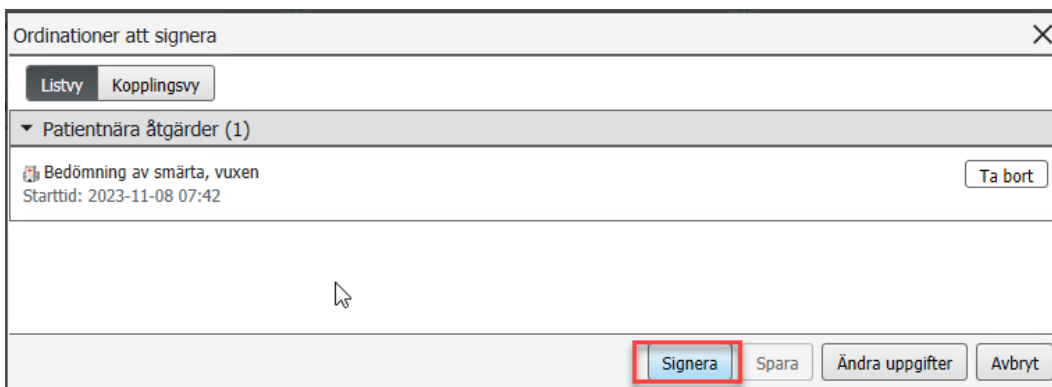 Ordinationer att signera
Listvy Kopplingsvy
Patientnära åtgärder (1)
Bedömning av smärta, vuxen
Ta bort
Starttid: 2023-11-08 07:42
Signera Spara Ändra uppgifter Avbryt